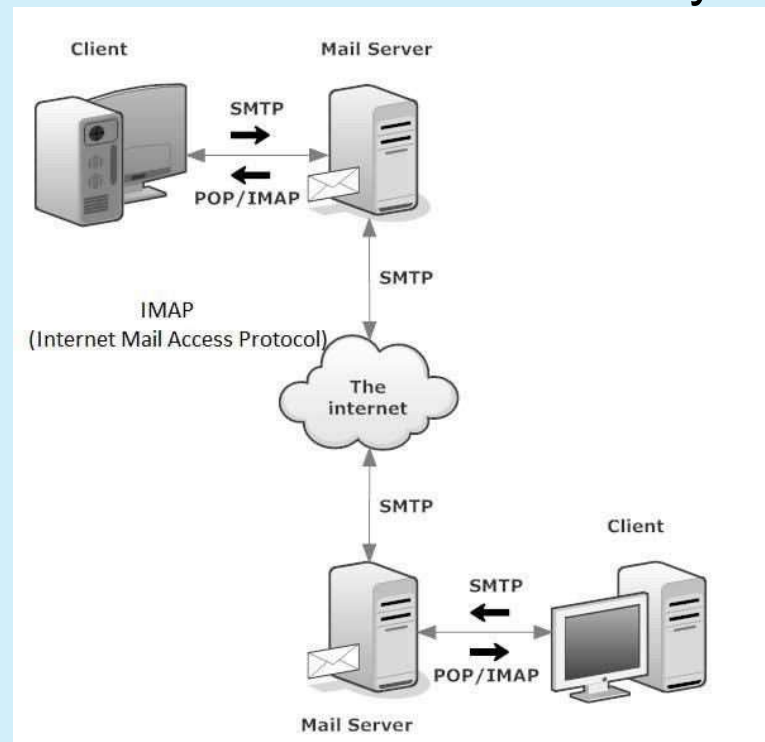 y
Client
Mail Server
SMTP
POP/IMAP
SMTP
IMAP
(Internet Mail Access Protocol)
The
internet
SMTP
Client
SMTP
POP/IMAP
Mail Server